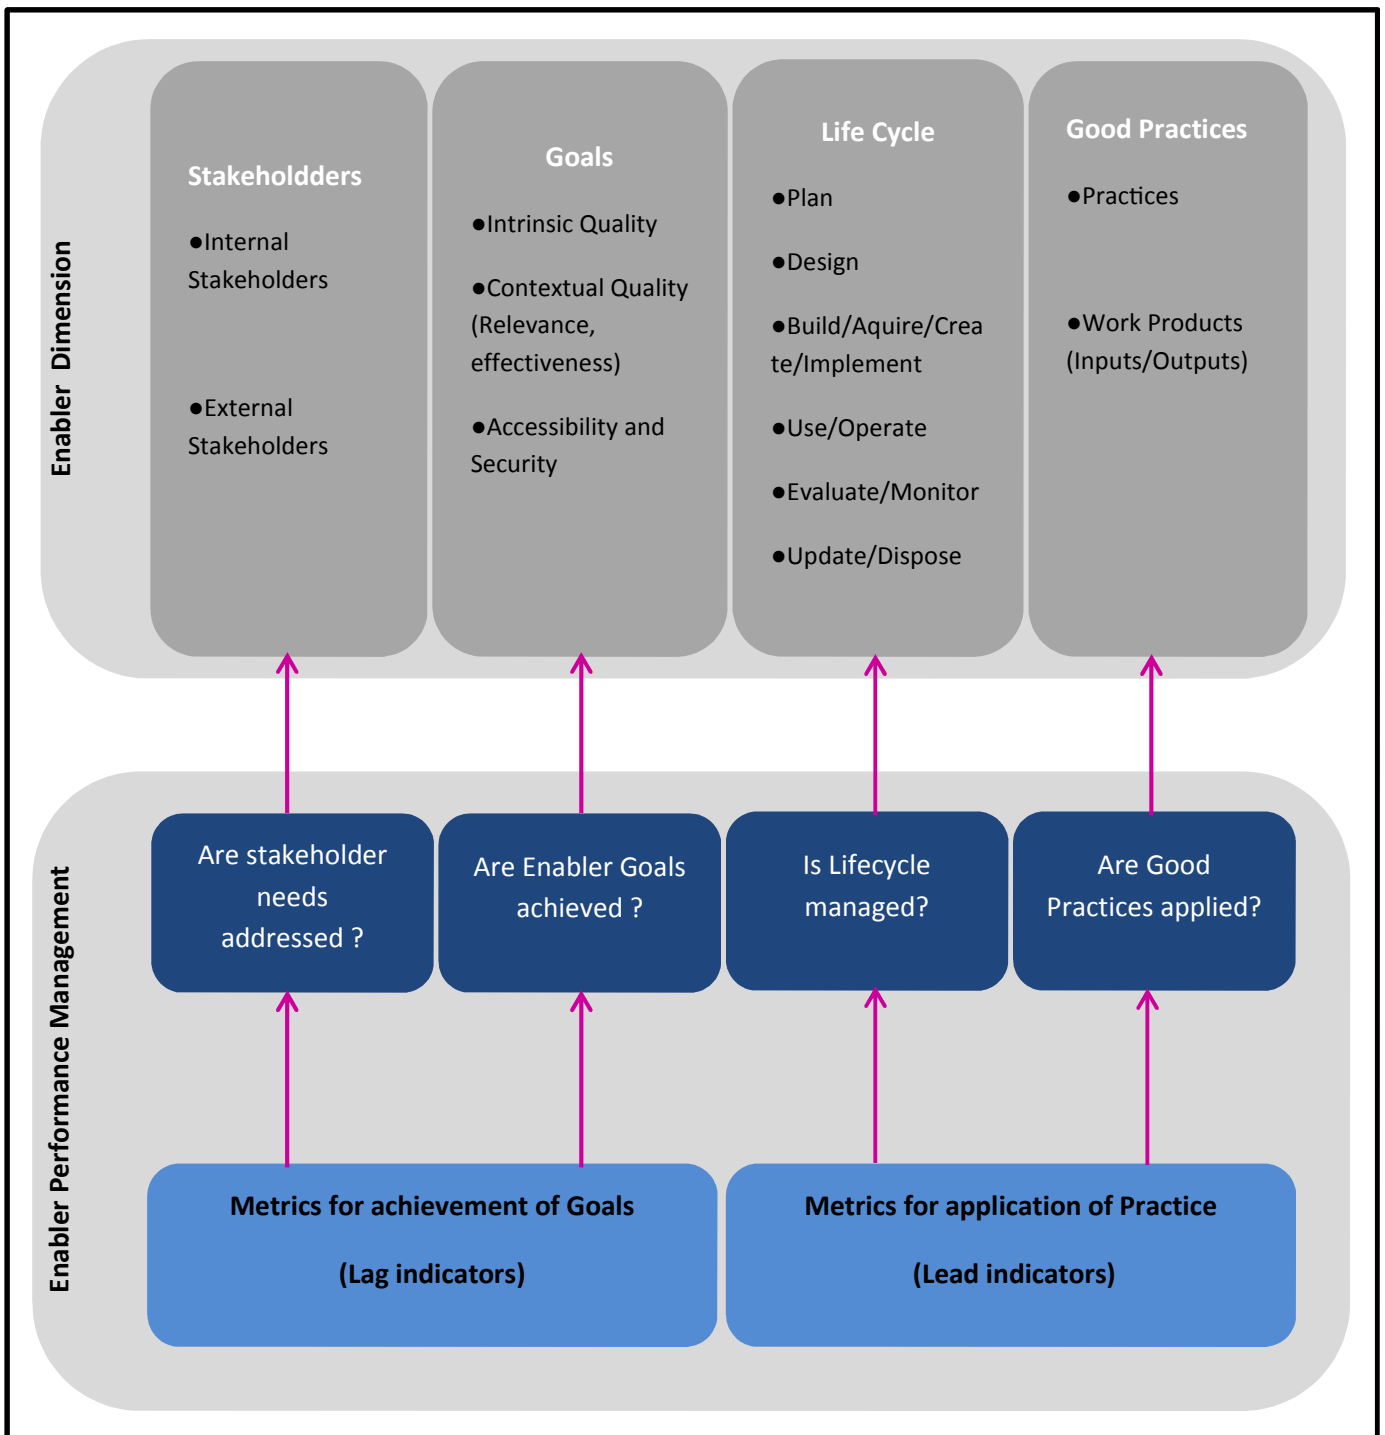 Enabler Dimension
Stakeholdders
●Internal
Stakeholders
●External
Stakeholders
Goals
●Intrinsic Quality
●Contextual Quality
(Relevance,
effectiveness)
●Accessibility and
Security
Life Cycle
●Plan
●Design
●Build/Aquire/Crea
te/Implement
●Use/Operate
●Evaluate/Monitor
●Update/Dispose
Good Practices
●Practices
●Work Products
(Inputs/Outputs)
Enabler Performance Management
Are stakeholder
needs
addressed ?
Are Enabler Goals
achieved ?
Is Lifecycle
managed?
Are Good
Practices applied?
Metrics for achievement of Goals
(Lag indicators)
Metrics for application of Practice
(Lead indicators)